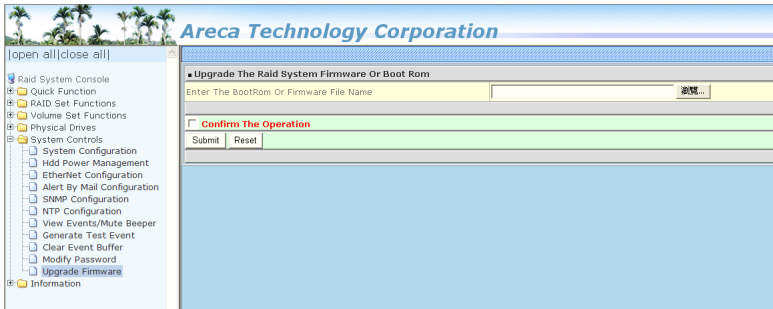 Areca Technology Corporation
|open all|close all|
Raid System Console
Quick Function
RAID Set Functions
Volume Set Functions
Physical Drives
System Controls
System Configuration
Hdd Power Management
EtherNet Configuration
Alert By Mail Configuration
SNMP Configuration
NTP Configuration
View Events/Mute Beeper
Generate Test Event
Clear Event Buffer
Modify Password
Upgrade Firmware
Information
Upgrade The Raid System Firmware Or Boot Rom
Enter The BootRom Or Firmware File Name
瀏覽...
Confirm The Operation
Submit Reset